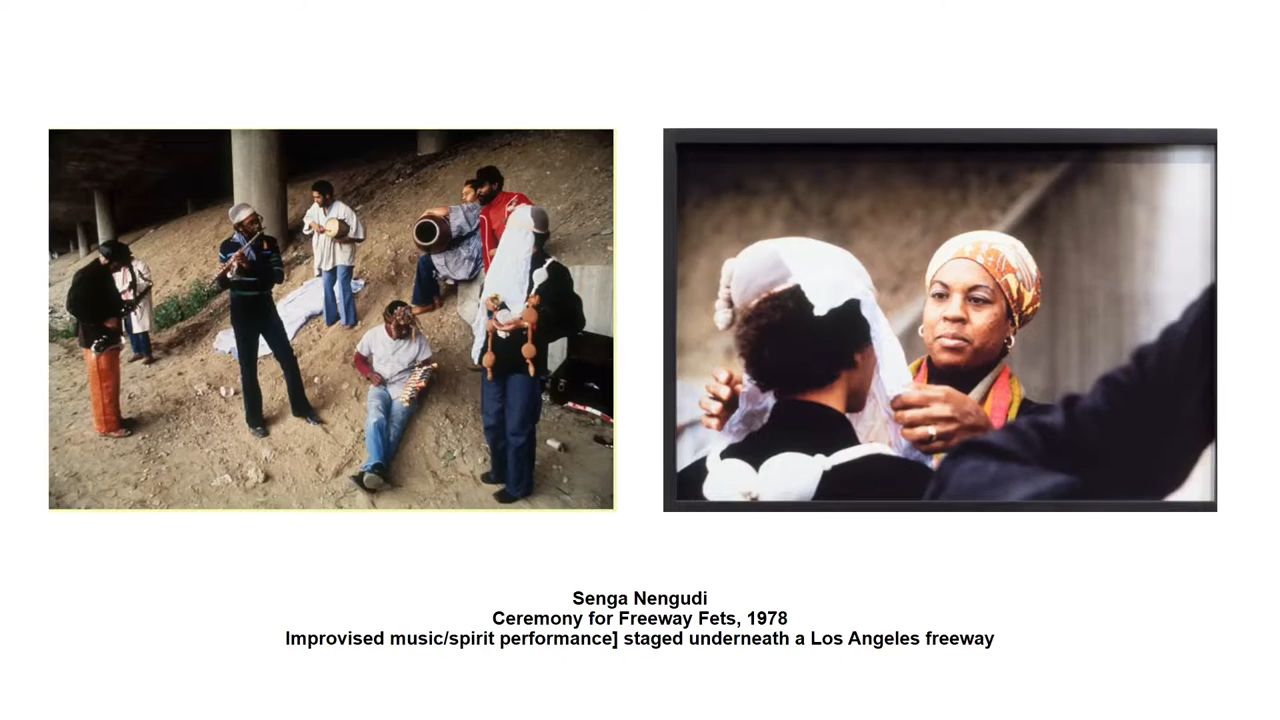 Senga Nengudi
Ceremony for Freeway Fets, 1978
Improvised music/spirit performance] staged underneath a Los Angeles freeway